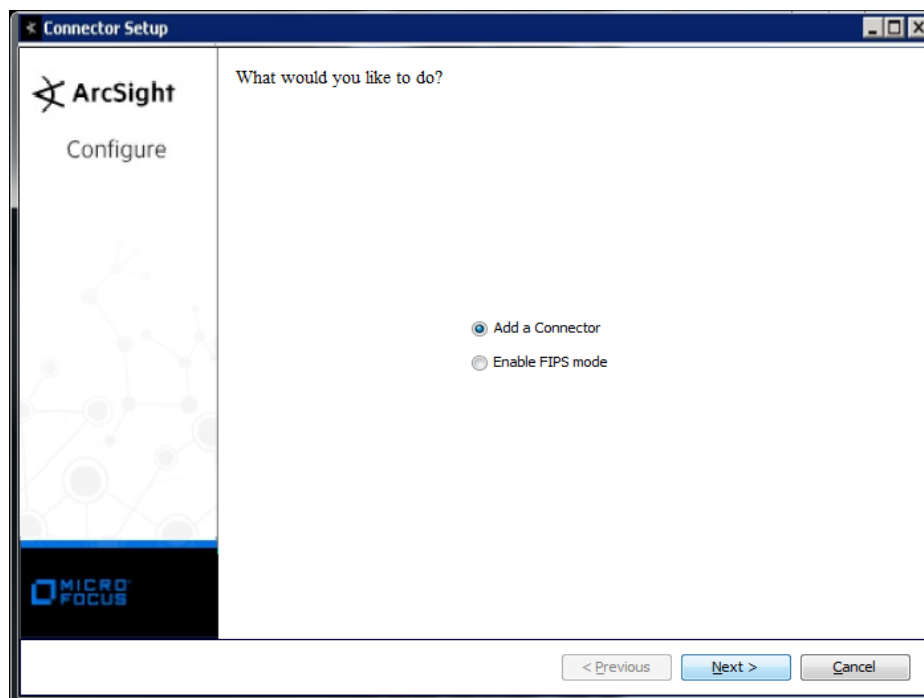 Connector Setup
ArcSight
Configure
What would you like to do?
Add a Connector
Enable FIPS mode
MICRO
FOCUS
< Previous
Next >
Cancel